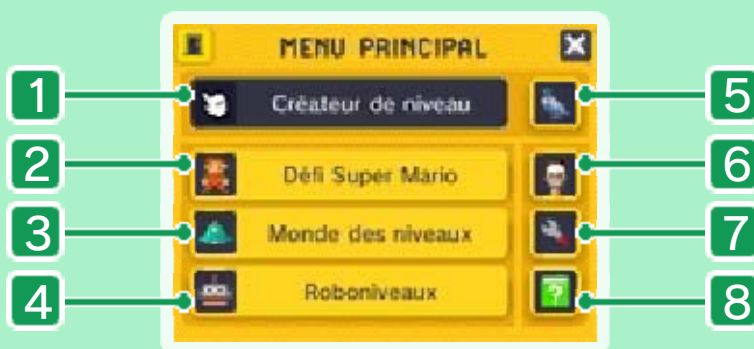 MENU PRINCIPAL
1 Créateur de niveau 5
2 Défi Super Mario 6
3 Monde des niveaux 7
4 Roboniveaux ? 8